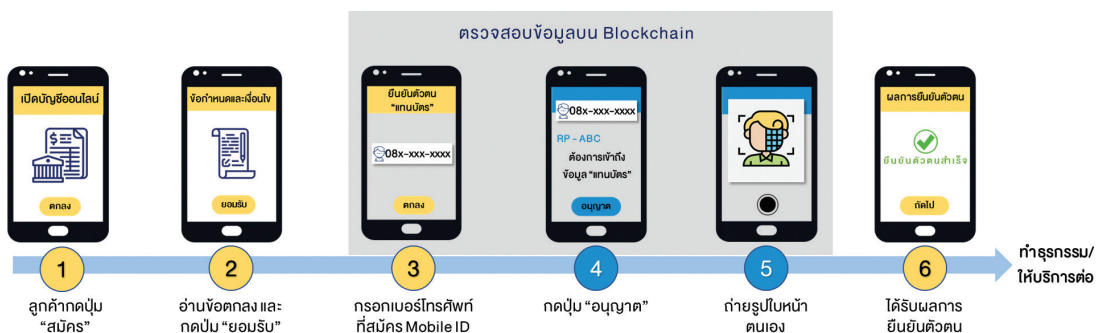 ตรวจสอบข้อมูลบน Blockchain
เปิดบัญชีออนไลน์
ตกลง
ข้อกำหนดและเงื่อนไข
ยอมรับ
ยืนยันตัวตน
“แทนบัตร”
08x-xxx-xxxx
ตกลง
08x-xxx-xxxx
RP - ABC
ต้องการเข้าถึง
ข้อมูล “แทนบัตร”
อนุญาต
ผลการยืนยันตัวตน
ยืนยันตัวตนสำเร็จ
ถัดไป
1
2
3
4
5
6
ทำธุรกรรม/
ให้บริการต่อ
ลูกค้ากดปุ่ม
“สมัคร”
อ่านข้อตกลง และ
กดปุ่ม “ยอมรับ”
กรอกเบอร์โทรศัพท์
ที่สมัคร Mobile ID
กดปุ่ม “อนุญาต”
ถ่ายรูปใบหน้า
ตนเอง
ได้รับผลการ
ยืนยันตัวตน